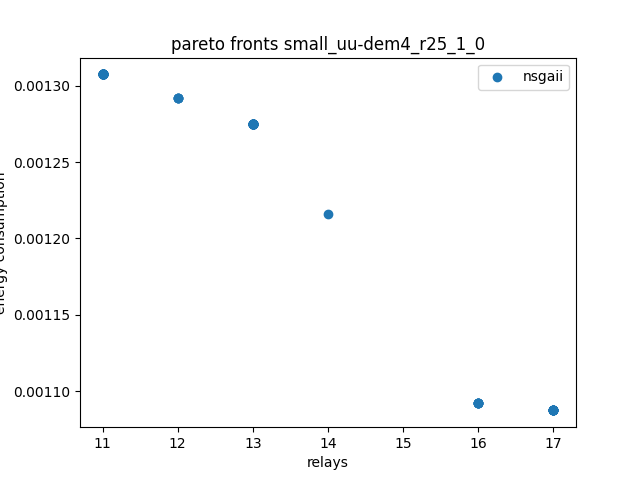 pareto fronts small_uu-dem4_r25_1_0
nsgaii
0.00130
0.00125
0.00120
0.00115
0.00110
energy consumption
11 12 13 14 15 16 17
relays